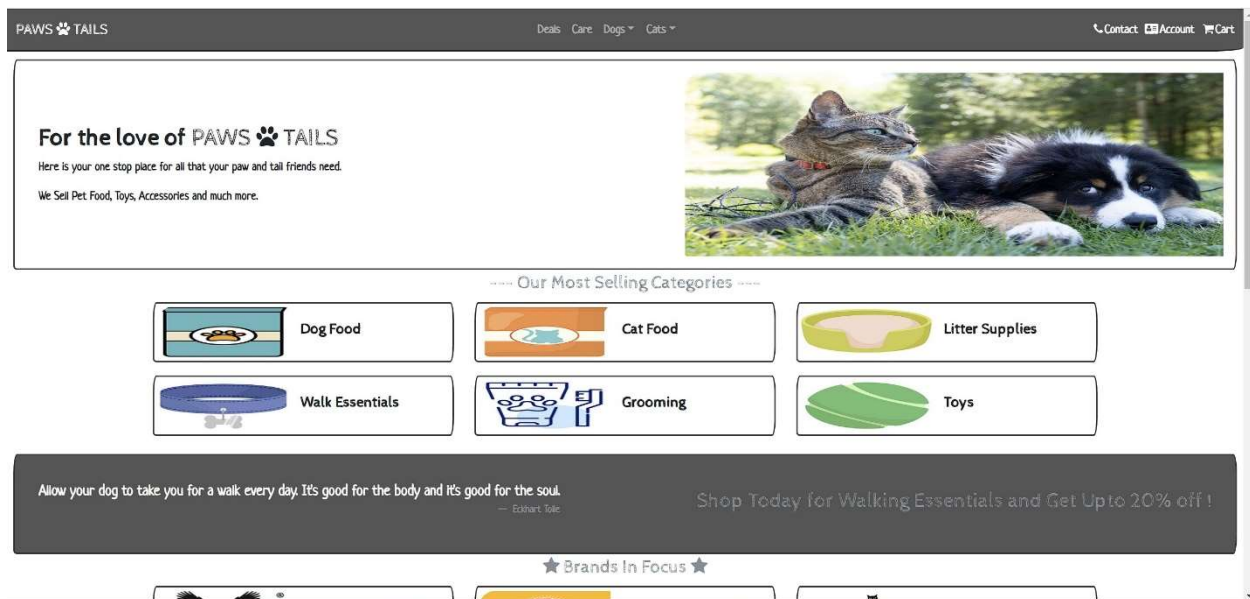 PAWS TAILS
Deals Care Dogs Cats
Contact Account Cart
For the love of PAWS TAILS
Here is your one stop place for all that your paw and tail friends need.
We Sell Pet Food, Toys, Accessories and much more.
~~~ Our Most Selling Categories ~~~
Dog Food
Cat Food
Litter Supplies
Walk Essentials
Grooming
Toys
Allow your dog to take you for a walk every day. It's good for the body and it's good for the soul.
— Eckhart Tolle
Shop Today for Walking Essentials and Get Upto 20% off !
Brands In Focus
®